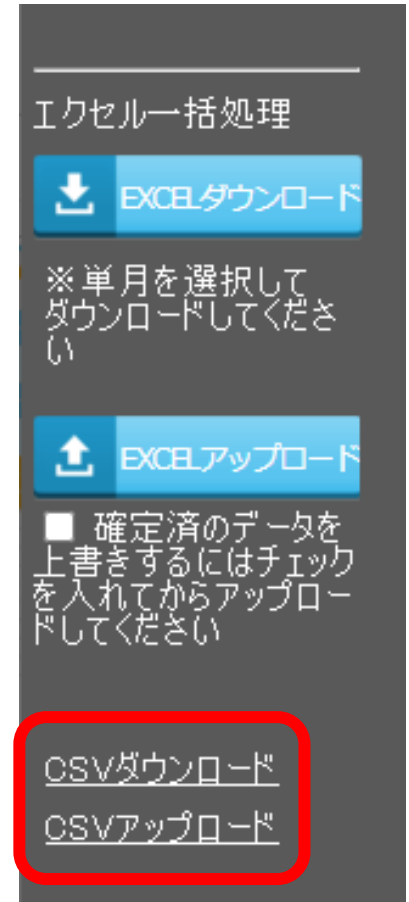 エクセル一括処理
EXCELダウンロード
※単月を選択して
ダウンロードしてくださ
い
EXCELアップロード
確定済のデータを
上書きするにはチェック
を入れてからアップロー
ドしてください
CSVダウンロード
CSVアップロード